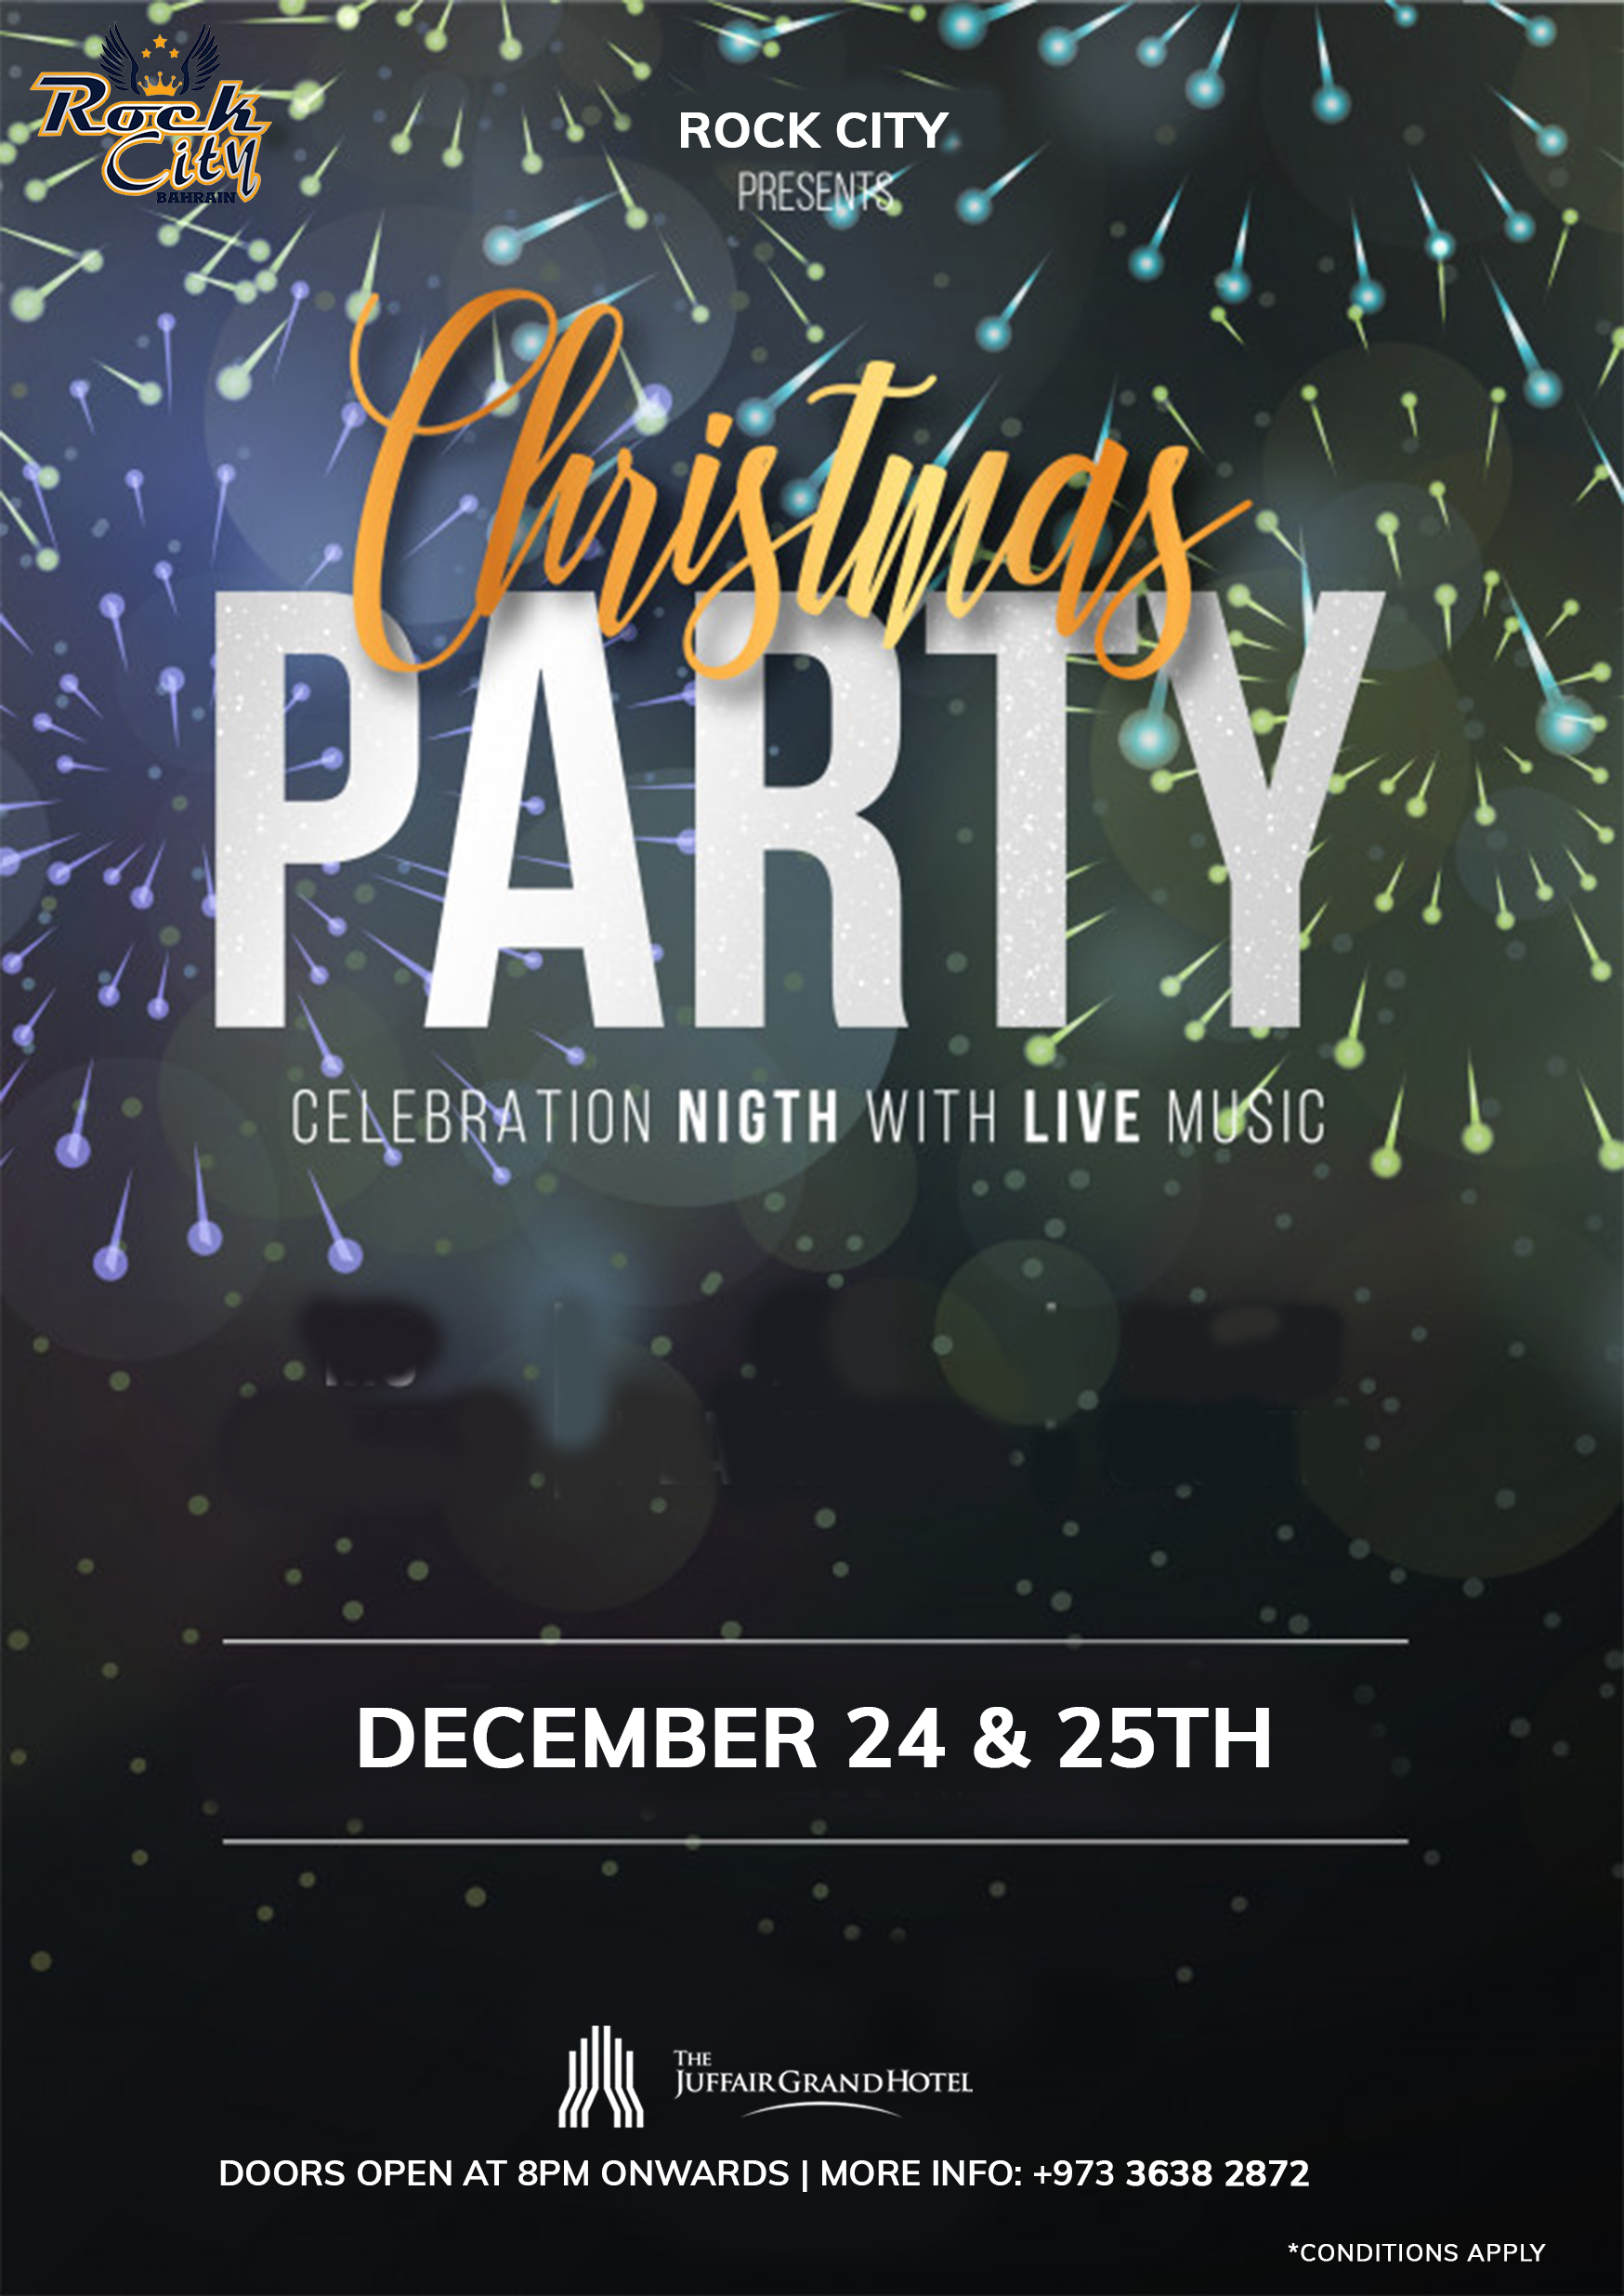 Rock
City
BAHRAIN
ROCK CITY
PRESENTS
Christmas
PARTY
CELEBRATION NIGTH WITH LIVE MUSIC
DECEMBER 24 & 25TH
THE
JUFFAIR GRAND HOTEL
DOORS OPEN AT 8PM ONWARDS | MORE INFO: +973 3638 2872
*CONDITIONS APPLY